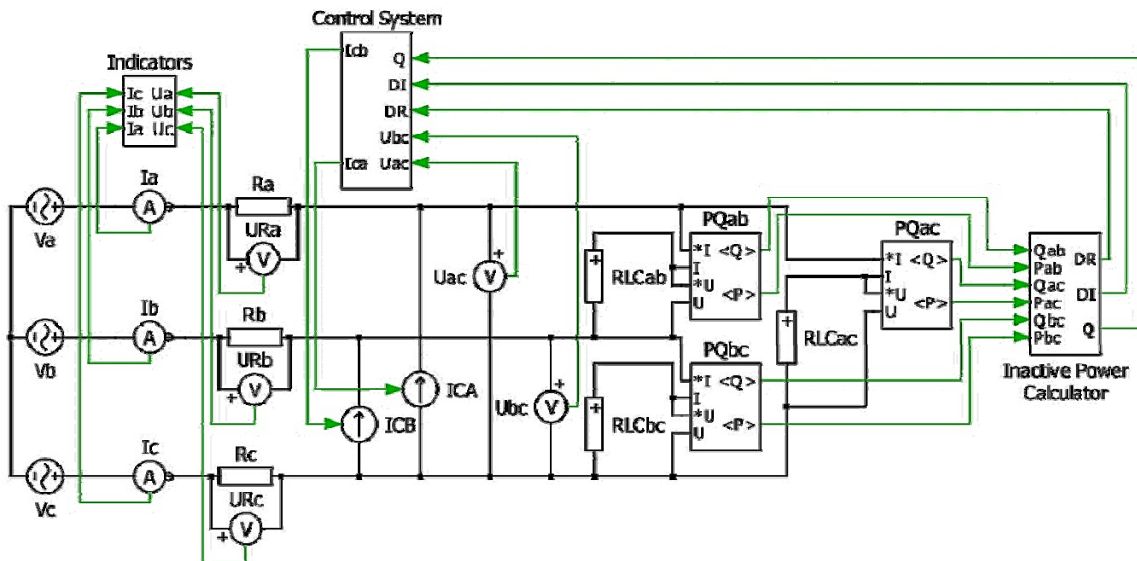 Control System
Icb
Q
DI
DR
Ubc
Ica Uac
Indicators
Ic Ua
Ib Ub
Ia Uc
Ia
A
Va
Ra
URa
+ V
Ib
A
Vb
Rb
URb
+ V
Ic
A
Vc
Rc
URc
+ V
ICA
ICB
Uac
+
V
Ubc
+
V
+
RLCab
PQab
*I <Q>
I
*U
<P>
U
+
RLCbc
PQbc
*I <Q>
I
*U
<P>
U
+
RLCac
PQac
*I <Q>
I
*U
<P>
U
Qab
Pab
DR
Qac
Pac
DI
Qbc
Pbc
Q
Inactive Power
Calculator